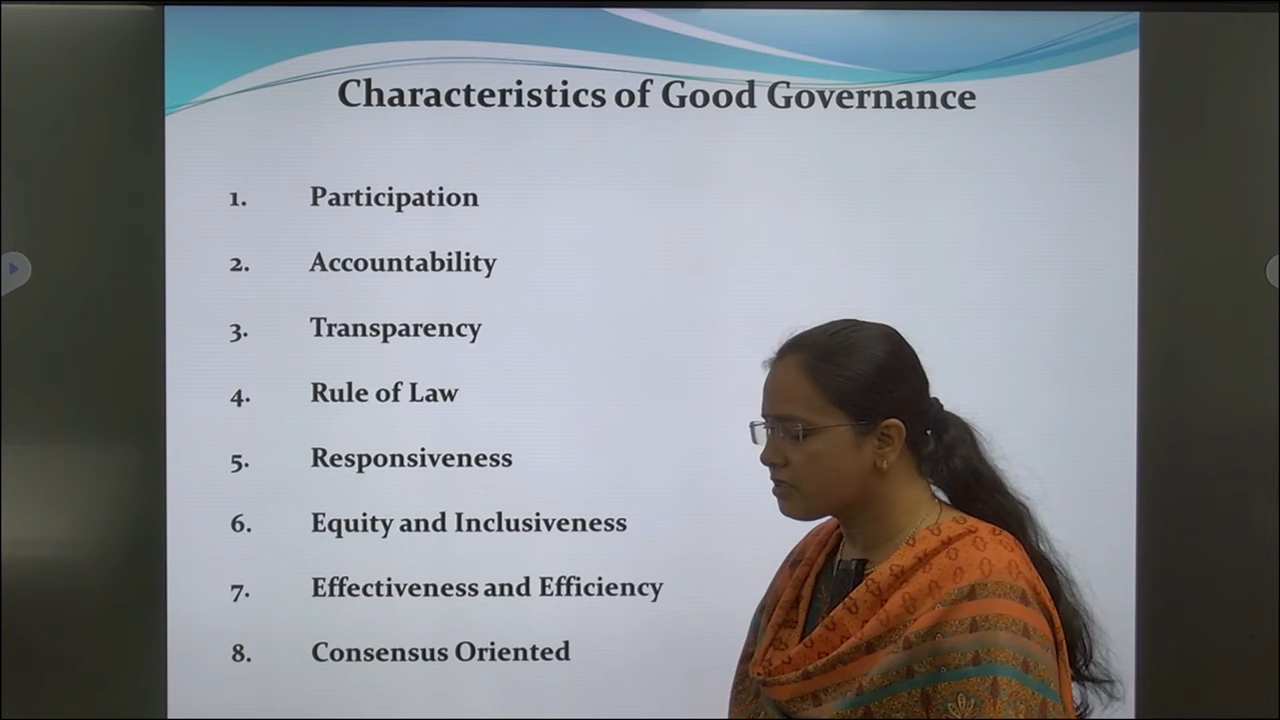 Characteristics of Good Governance
1. Participation
2. Accountability
3. Transparency
4. Rule of Law
5. Responsiveness
6. Equity and Inclusiveness
7. Effectiveness and Efficiency
8. Consensus Oriented